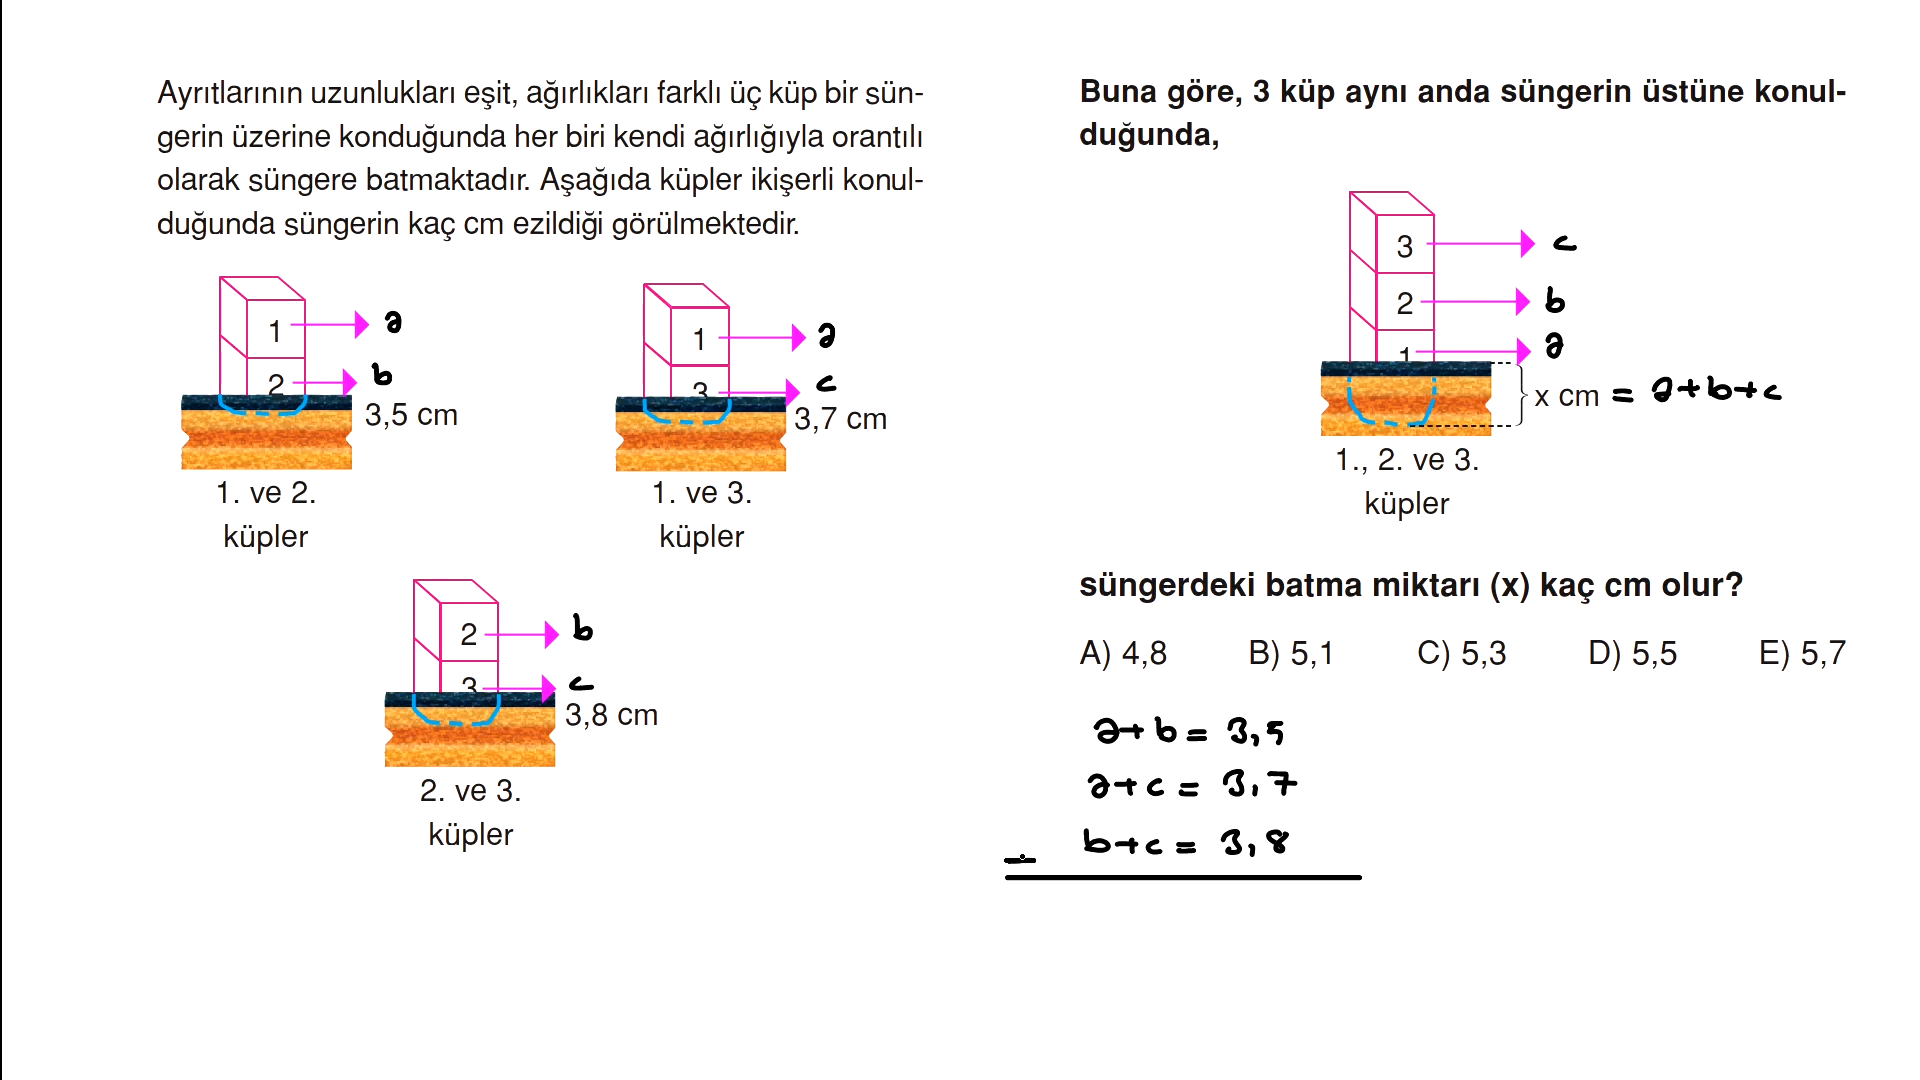 Ayrıtlarının uzunlukları eşit, ağırlıkları farklı üç küp bir sün-
gerin üzerine konduğunda her biri kendi ağırlığıyla orantılı
olarak süngere batmaktadır. Aşağıda küpler ikişerli konul-
duğunda süngerin kaç cm ezildiği görülmektedir.
1 a
2 b
3,5 cm
1. ve 2.
küpler
1 a
3 c
3,7 cm
1. ve 3.
küpler
2 b
3 c
3,8 cm
2. ve 3.
küpler
Buna göre, 3 küp aynı anda süngerin üstüne konul-
duğunda,
3 c
2 b
1 a
x cm = a+b+c
1., 2. ve 3.
küpler
süngerdeki batma miktarı (x) kaç cm olur?
A) 4,8 B) 5,1 C) 5,3 D) 5,5 E) 5,7
a+b = 3,5
a+c = 3,7
b+c = 3,8